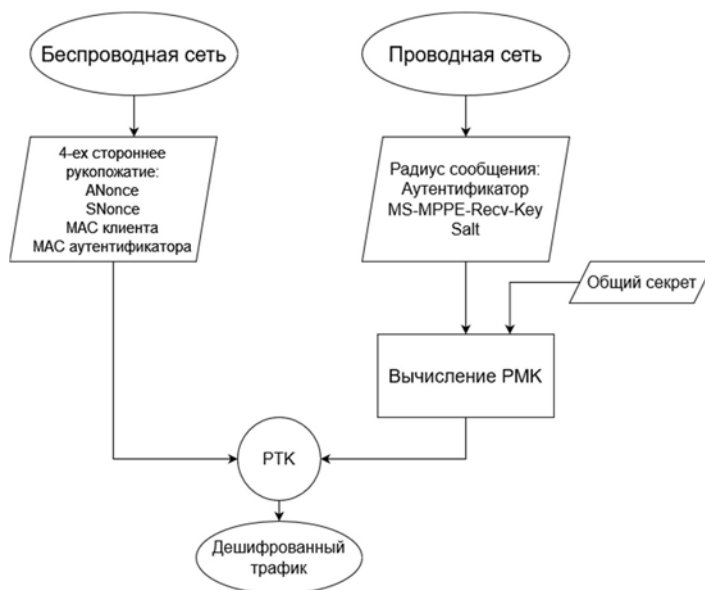 Беспроводная сеть
Проводная сеть
4-ех стороннее
рукопожатие:
ANonce
SNonce
MAC клиента
MAC аутентификатора
Радиус сообщения:
Аутентификатор
MS-MPPE-Recv-Key
Salt
Общий секрет
Вычисление PMK
PTK
Дешифрованный
трафик